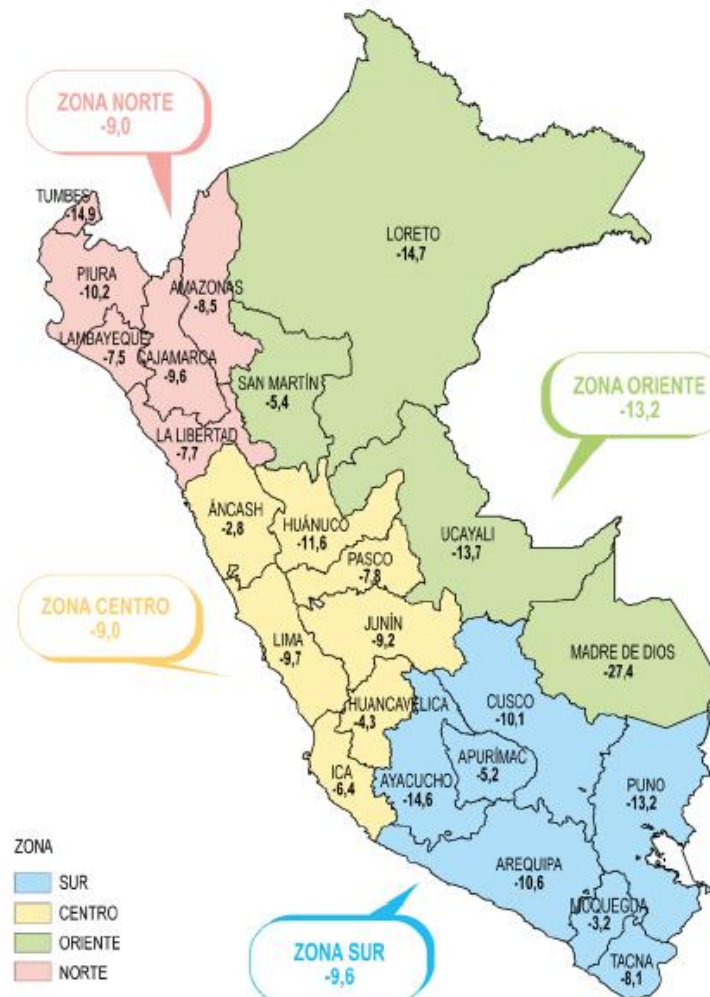 ZONA NORTE
-9,0
TUMBES
-14,9
PIURA
-10,2
LAMBAYEQUE
-7,5
CAJAMARCA
-9,6
AMAZONAS
-8,5
LA LIBERTAD
-7,7
LORETO
-14,7
SAN MARTÍN
-5,4
ZONA ORIENTE
-13,2
ÁNCASH
-2,8
HUÁNUCO
-11,6
UCAYALI
-13,7
PASCO
-7,8
ZONA CENTRO
-9,0
LIMA
-9,7
JUNÍN
-9,2
MADRE DE DIOS
-27,4
HUANCAVELICA
-4,3
CUSCO
-10,1
ICA
-6,4
AYACUCHO
-14,6
APURÍMAC
-5,2
PUNO
-13,2
AREQUIPA
-10,6
MOQUEGUA
-3,2
TACNA
-8,1
ZONA SUR
-9,6
ZONA
SUR
CENTRO
ORIENTE
NORTE